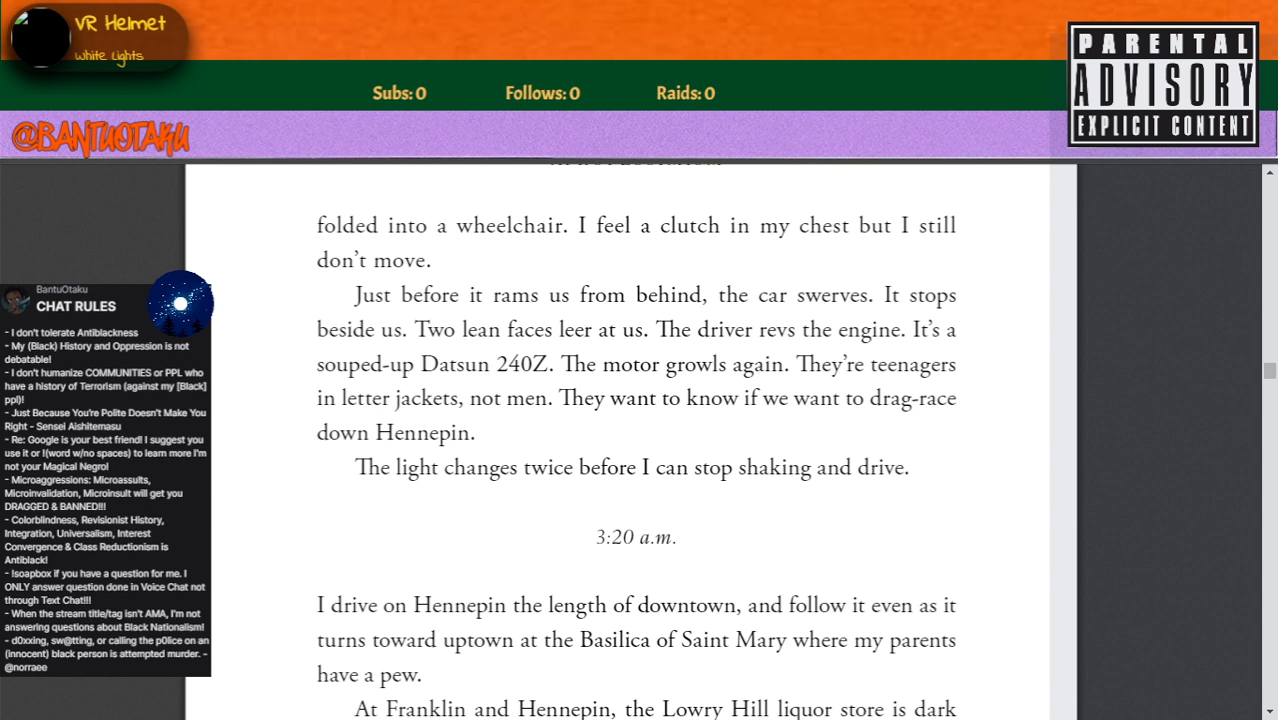 VR Helmet
White Lights
PARENTAL
ADVISORY
EXPLICIT CONTENT
Subs: 0
Follows: 0
Raids: 0
@BANTUOTAKU
folded into a wheelchair. I feel a clutch in my chest but I still
don’t move.
Just before it rams us from behind, the car swerves. It stops
beside us. Two lean faces leer at us. The driver revs the engine. It’s a
souped-up Datsun 240Z. The motor growls again. They’re teenagers
in letter jackets, not men. They want to know if we want to drag-race
down Hennepin.
The light changes twice before I can stop shaking and drive.
3:20 a.m.
I drive on Hennepin the length of downtown, and follow it even as it
turns toward uptown at the Basilica of Saint Mary where my parents
have a pew.
At Franklin and Hennepin, the Lowry Hill liquor store is dark
BantuOtaku
CHAT RULES
- I don't tolerate Antiblackness
- My (Black) History and Oppression is not
debatable!
- I don't humanize COMMUNITIES or PPL who
have a history of Terrorism (against my [Black]
ppl)!
- Just Because You're Polite Doesn't Make You
Right - Sensei Aishitemasu
- Re: Google is your best friend! I suggest you
use it or !(word w/no spaces) to learn more I'm
not your Magical Negro!
- Microaggressions: Microassults,
Microinvalidation, Microinsult will get you
DRAGGED & BANNED!!!
- Colorblindness, Revisionist History,
Integration, Universalism, Interest
Convergence & Class Reductionism is
Antiblack!
- !soapbox if you have a question for me. I
ONLY answer question done in Voice Chat not
through Text Chat!!!
- When the stream title/tag isn't AMA, I'm not
answering questions about Black Nationalism!
- d0xxing, sw@tting, or calling the p0lice on an
(innocent) black person is attempted murder. -
@norraee